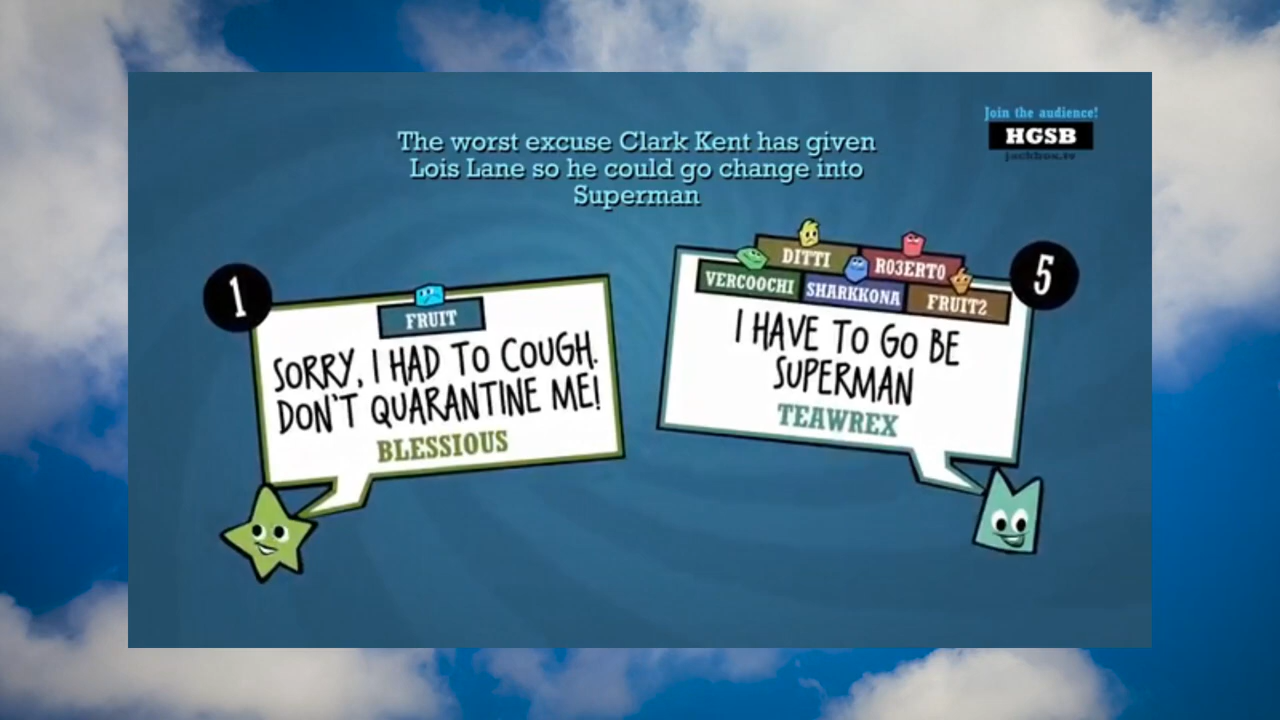 The worst excuse Clark Kent has given
Lois Lane so he could go change into
Superman
Join the audience!
HGSB
jackbox.tv
1
FRUIT
SORRY, I HAD TO COUGH.
DON'T QUARANTINE ME!
BLESSIOUS
5
DITTI
RO3ERTO
VERCOOCHI
SHARKKONA
FRUIT2
I HAVE TO GO BE
SUPERMAN
TEAWREX